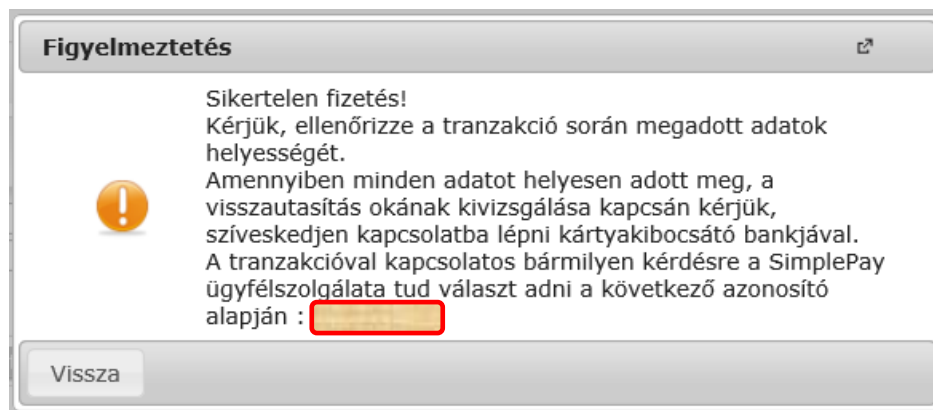 Figyelmeztetés
Sikertelen fizetés!
Kérjük, ellenőrizze a tranzakció során megadott adatok
helyességét.
Amennyiben minden adatot helyesen adott meg, a
visszautasítás okának kivizsgálása kapcsán kérjük,
szíveskedjen kapcsolatba lépni kártyakibocsátó bankjával.
A tranzakcióval kapcsolatos bármilyen kérdésre a SimplePay
ügyfélszolgálata tud választ adni a következő azonosító
alapján :
Vissza